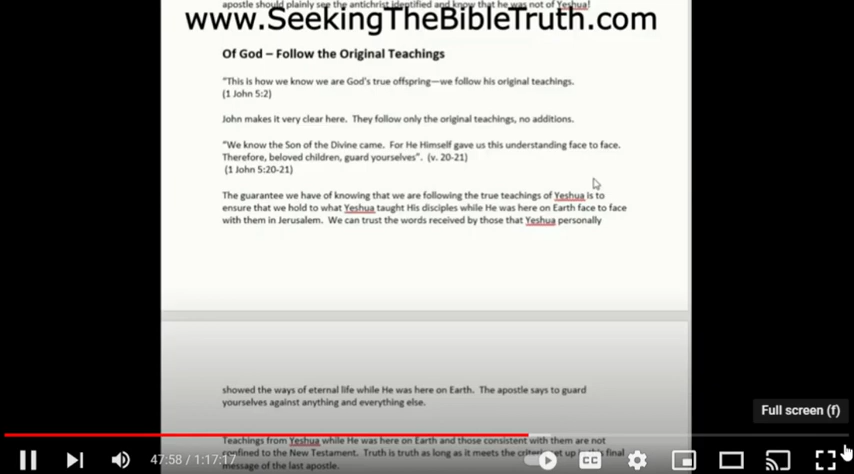 apostle should plainly see the antichrist identified and know that he was not of Yeshua!
www.SeekingTheBibleTruth.com
Of God – Follow the Original Teachings
"This is how we know we are God's true offspring—we follow his original teachings.
(1 John 5:2)
John makes it very clear here. They follow only the original teachings, no additions.
"We know the Son of the Divine came. For He Himself gave us this understanding face to face.
Therefore, beloved children, guard yourselves". (v. 20-21)
(1 John 5:20-21)
The guarantee we have of knowing that we are following the true teachings of Yeshua is to
ensure that we hold to what Yeshua taught His disciples while He was here on Earth face to face
with them in Jerusalem. We can trust the words received by those that Yeshua personally
showed the ways of eternal life while He was here on Earth. The apostle says to guard
yourselves against anything and everything else.
Full screen (f)
Teachings from Yeshua while He was here on Earth and those consistent with them are not
confined to the New Testament. Truth is truth as long as it meets the up final
message of the last apostle.
47:58 / 1:17:17
CC